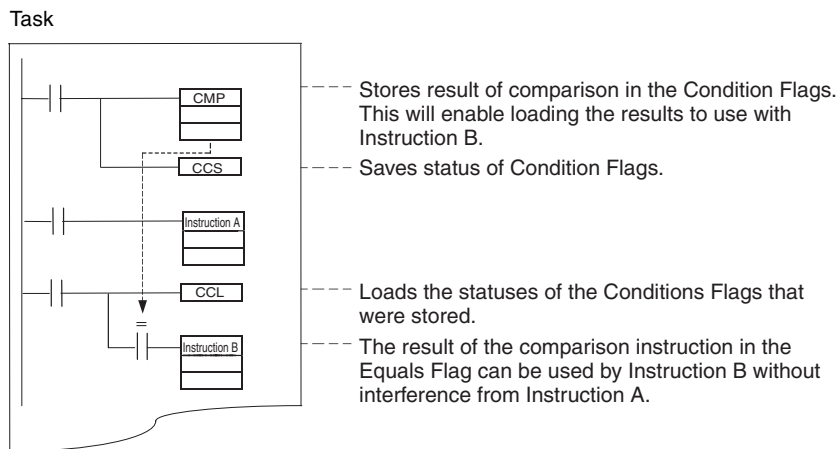 Task
CMP
Stores result of comparison in the Condition Flags.
This will enable loading the results to use with
Instruction B.
CCS
Saves status of Condition Flags.
Instruction A
CCL
Loads the statuses of the Conditions Flags that
were stored.
=
Instruction B
The result of the comparison instruction in the
Equals Flag can be used by Instruction B without
interference from Instruction A.